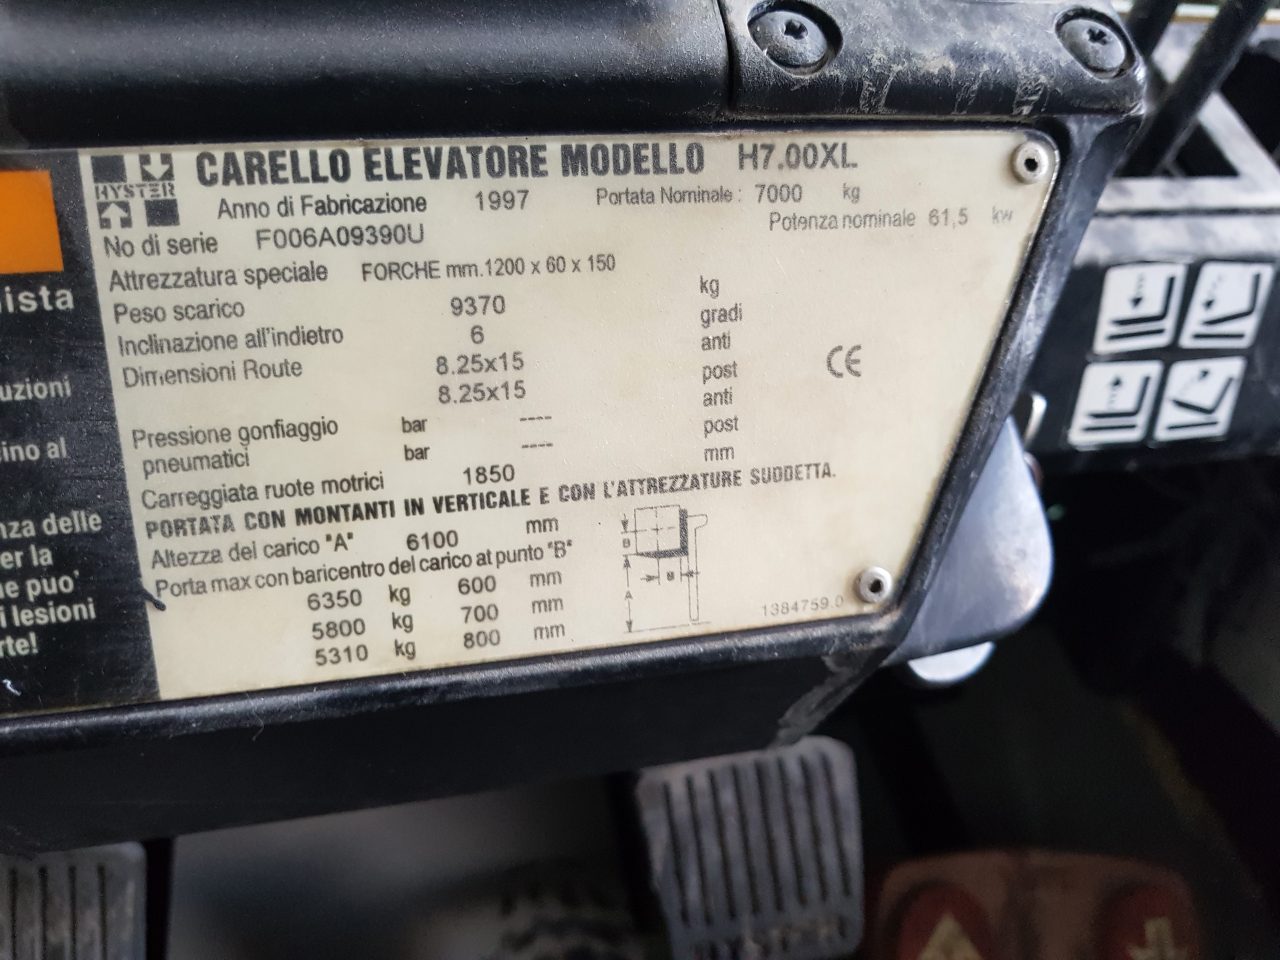 HYSTER
CARELLO ELEVATORE MODELLO H7.00XL
Anno di Fabricazione 1997 Portata Nominale : 7000 kg
Potenza nominale 61,5 kw
No di serie F006A09390U
Attrezzatura speciale FORCHE mm.1200 x 60 x 150
Peso scarico 9370 kg
Inclinazione all'indietro 6 gradi
Dimensioni Route 8.25x15 anti
8.25x15 post
Pressione gonfiaggio bar ---- anti
pneumatici bar ---- post
Carreggiata ruote motrici 1850 mm
PORTATA CON MONTANTI IN VERTICALE E CON L'ATTREZZATURE SUDDETTA.
Altezza del carico "A" 6100 mm
Porta max con baricentro del carico at punto "B"
6350 kg 600 mm
5800 kg 700 mm
5310 kg 800 mm
B
B
A
1384759.0
CE
ista
uzioni
ino al
nza delle
er la
ne puo'
i lesioni
rte!
HYSTER